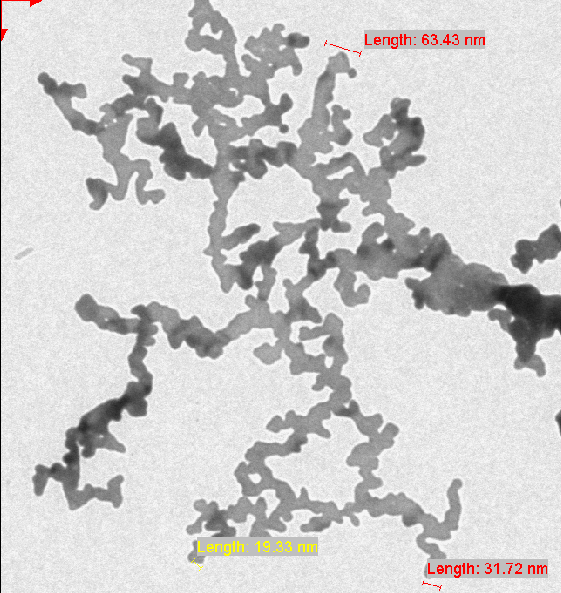 Length: 63.43 nm
Length: 19.33 nm
Length: 31.72 nm